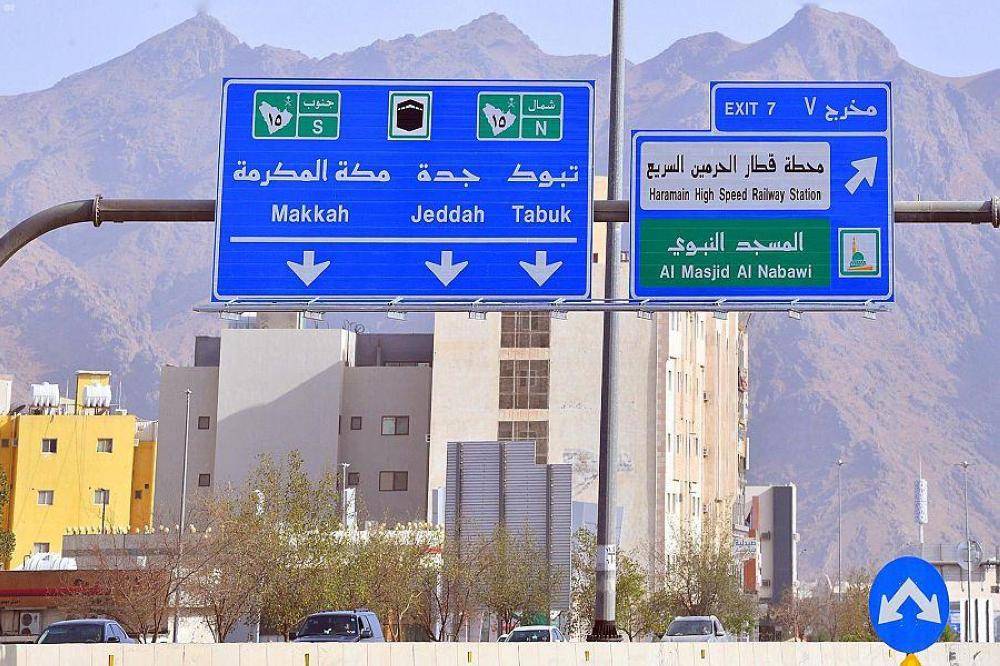 جنوب
١٥
S
شمال
١٥
N
مكة المكرمة جدة تبوك
Makkah Jeddah Tabuk
EXIT 7 مخرج ٧
محطة قطار الحرمين السريع
Haramain High Speed Railway Station
المسجد النبوي
Al Masjid Al Nabawi